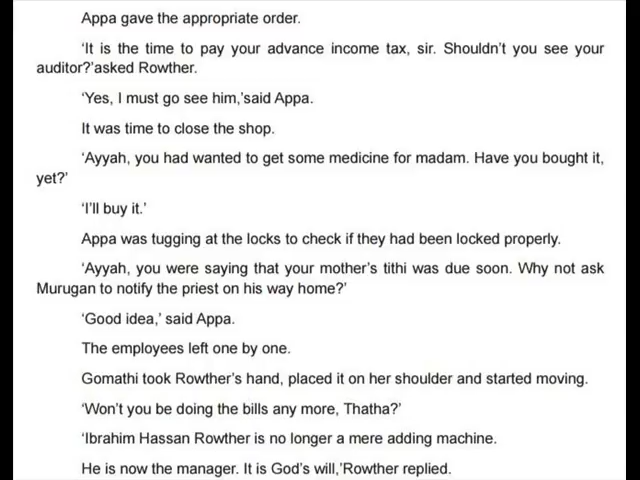 Appa gave the appropriate order.
‘It is the time to pay your advance income tax, sir. Shouldn’t you see your
auditor?’asked Rowther.
‘Yes, I must go see him,’said Appa.
It was time to close the shop.
‘Ayyah, you had wanted to get some medicine for madam. Have you bought it,
yet?’
‘I’ll buy it.’
Appa was tugging at the locks to check if they had been locked properly.
‘Ayyah, you were saying that your mother’s tithi was due soon. Why not ask
Murugan to notify the priest on his way home?’
‘Good idea,’ said Appa.
The employees left one by one.
Gomathi took Rowther’s hand, placed it on her shoulder and started moving.
‘Won’t you be doing the bills any more, Thatha?’
‘Ibrahim Hassan Rowther is no longer a mere adding machine.
He is now the manager. It is God’s will,’Rowther replied.